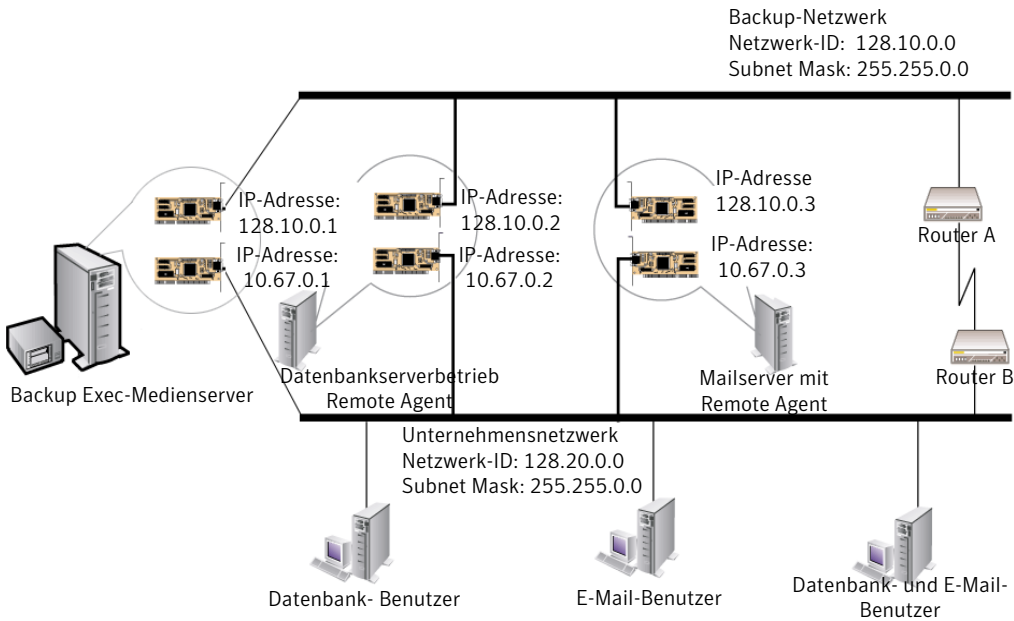 Backup-Netzwerk
Netzwerk-ID: 128.10.0.0
Subnet Mask: 255.255.0.0
IP-Adresse:
128.10.0.1
IP-Adresse:
10.67.0.1
IP-Adresse:
128.10.0.2
IP-Adresse:
10.67.0.2
IP-Adresse
128.10.0.3
IP-Adresse:
10.67.0.3
Router A
Router B
Backup Exec-Medienserver
Datenbankserverbetrieb
Remote Agent
Mailserver mit
Remote Agent
Unternehmensnetzwerk
Netzwerk-ID: 128.20.0.0
Subnet Mask: 255.255.0.0
Datenbank- Benutzer
E-Mail-Benutzer
Datenbank- und E-Mail-
Benutzer